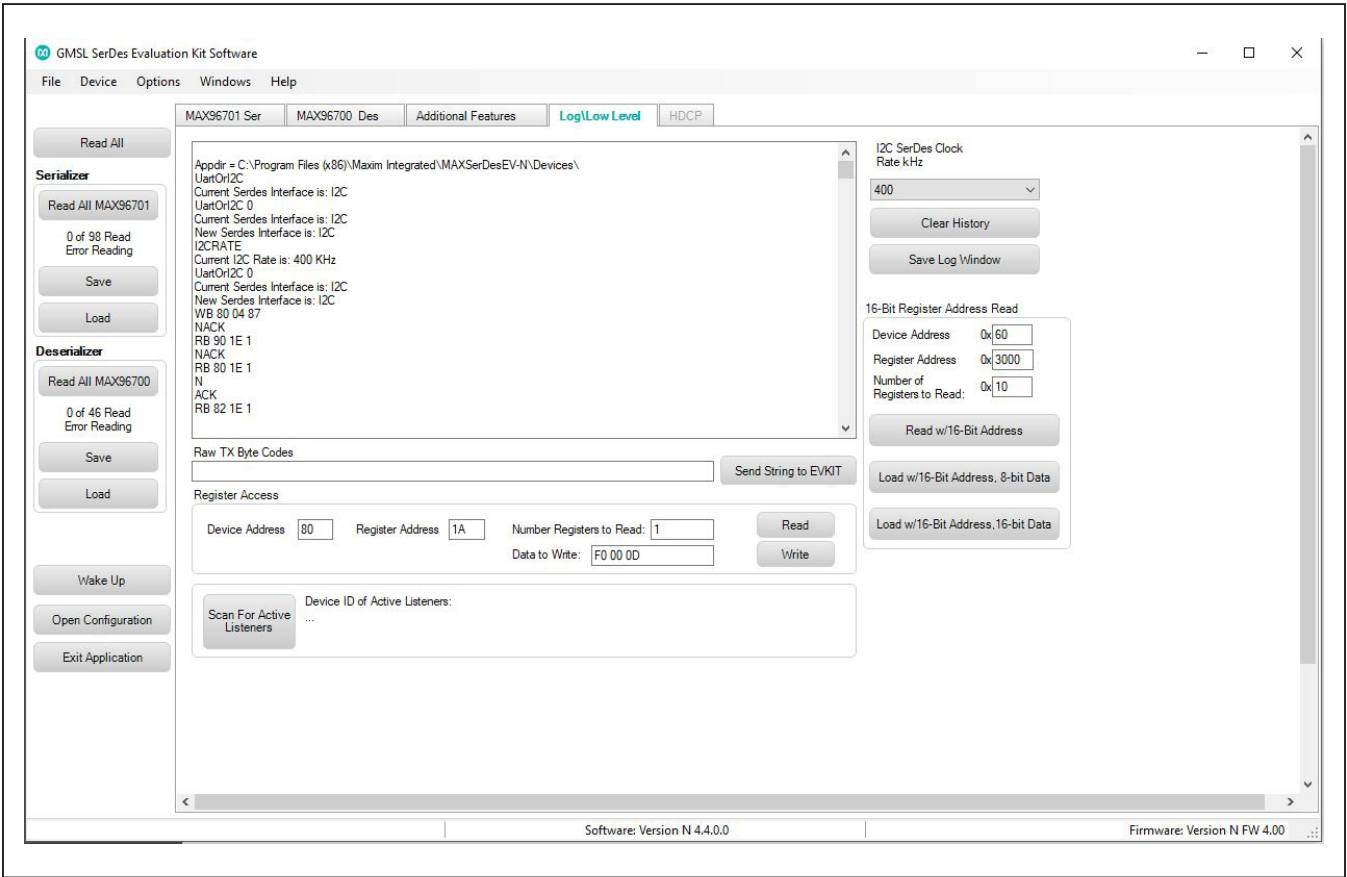 GMSL SerDes Evaluation Kit Software
File Device Options Windows Help
MAX96701 Ser MAX96700 Des Additional Features Log\Low Level HDCP
Read All
Serializer
Read All MAX96701
0 of 98 Read
Error Reading
Save
Load
Deserializer
Read All MAX96700
0 of 46 Read
Error Reading
Save
Load
Wake Up
Open Configuration
Exit Application
Appdir = C:\Program Files (x86)\Maxim Integrated\MAXSerDesEV-N\Devices\
UartOrI2C
Current Serdes Interface is: I2C
UartOrI2C 0
Current Serdes Interface is: I2C
New Serdes Interface is: I2C
I2CRATE
Current I2C Rate is: 400 KHz
UartOrI2C 0
Current Serdes Interface is: I2C
New Serdes Interface is: I2C
WB 80 04 87
NACK
RB 90 1E 1
NACK
RB 80 1E 1
N
ACK
RB 82 1E 1
Raw TX Byte Codes
Send String to EVKIT
Register Access
Device Address 80 Register Address 1A Number Registers to Read: 1 Read
Data to Write: F0 00 0D Write
Scan For Active
Listeners
Device ID of Active Listeners:
...
I2C SerDes Clock
Rate kHz
400
Clear History
Save Log Window
16-Bit Register Address Read
Device Address 0x 60
Register Address 0x 3000
Number of
Registers to Read: 0x 10
Read w/16-Bit Address
Load w/16-Bit Address, 8-bit Data
Load w/16-Bit Address,16-bit Data
Software: Version N 4.4.0.0 Firmware: Version N FW 4.00